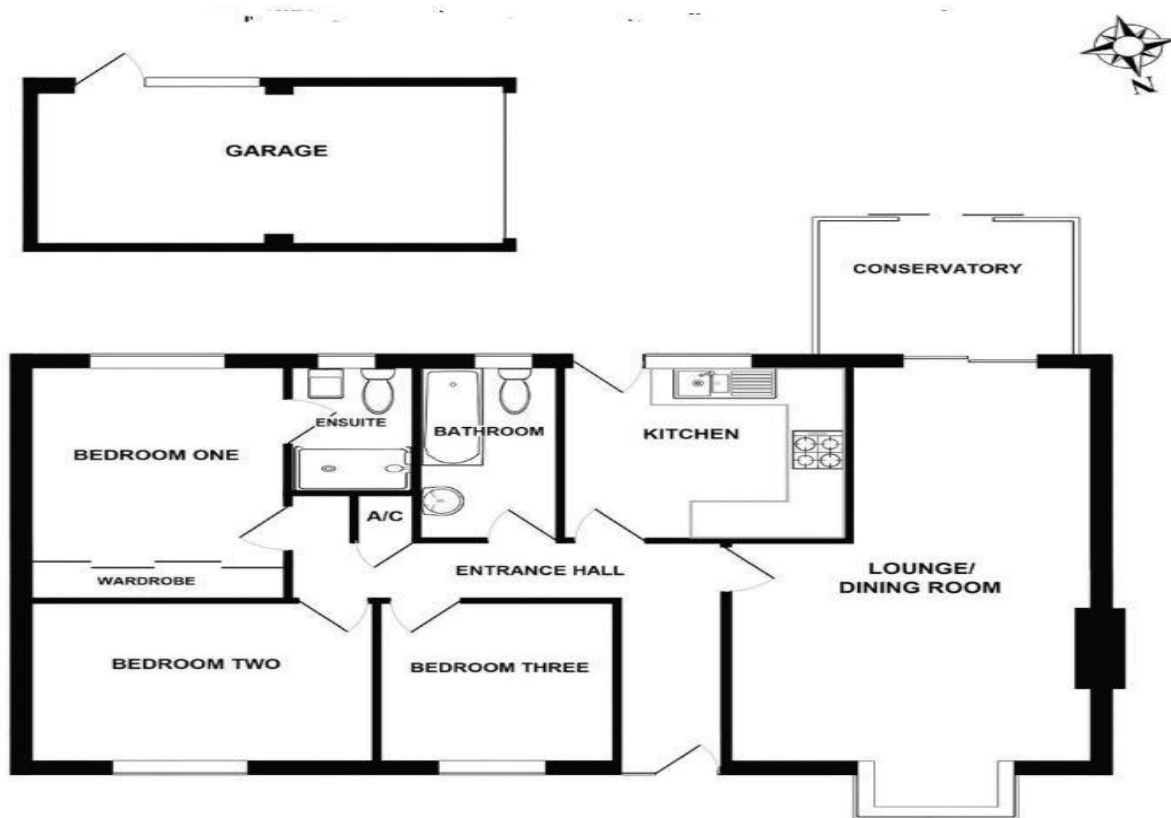 N
GARAGE
CONSERVATORY
ENSUITE
BATHROOM
KITCHEN
BEDROOM ONE
A/C
ENTRANCE HALL
LOUNGE/
DINING ROOM
WARDROBE
BEDROOM TWO
BEDROOM THREE